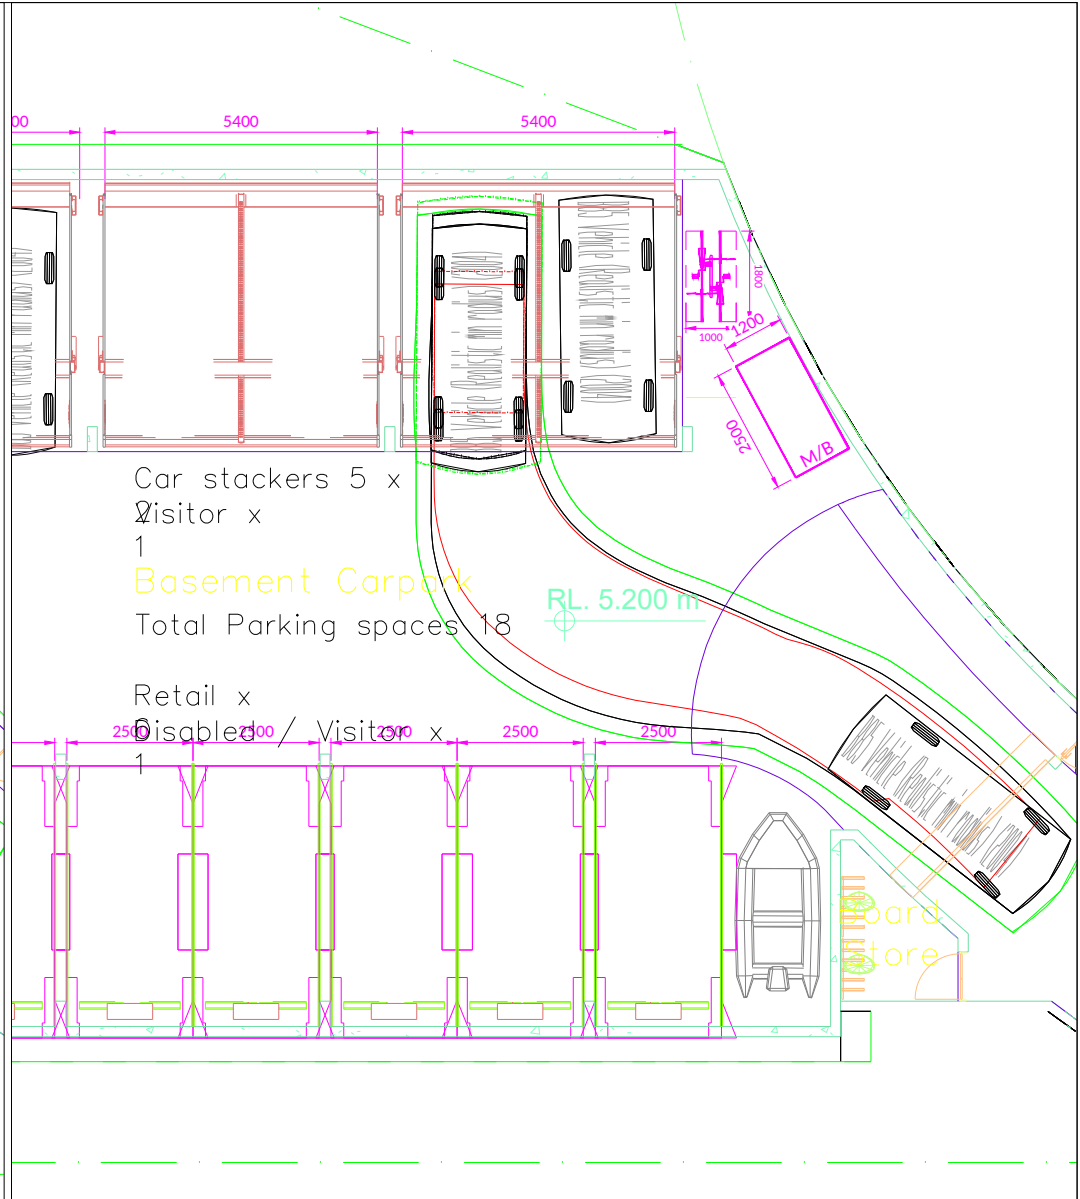 00
5400
5400
1800
1000
1200
2500
M/B
Car stackers 5 x
2
Visitor x
1
Basement Carpark
RL. 5.200 m
Total Parking spaces 18
Retail x
Disabled / Visitor x
1
2500
2500
2500
2500
2500
Board
Store